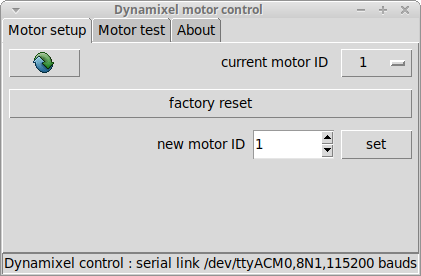 Dynamixel motor control
Motor setup Motor test About
current motor ID 1
factory reset
new motor ID 1 set
Dynamixel control : serial link /dev/ttyACM0,8N1,115200 bauds